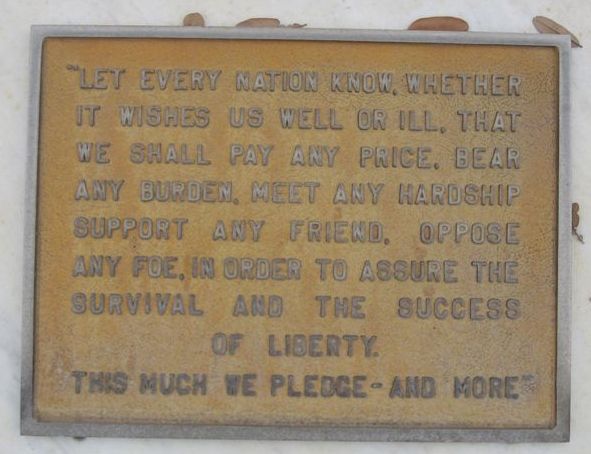 "LET EVERY NATION KNOW, WHETHER
IT WISHES US WELL OR ILL, THAT
WE SHALL PAY ANY PRICE, BEAR
ANY BURDEN, MEET ANY HARDSHIP
SUPPORT ANY FRIEND, OPPOSE
ANY FOE, IN ORDER TO ASSURE THE
SURVIVAL AND THE SUCCESS
OF LIBERTY.
THIS MUCH WE PLEDGE - AND MORE"